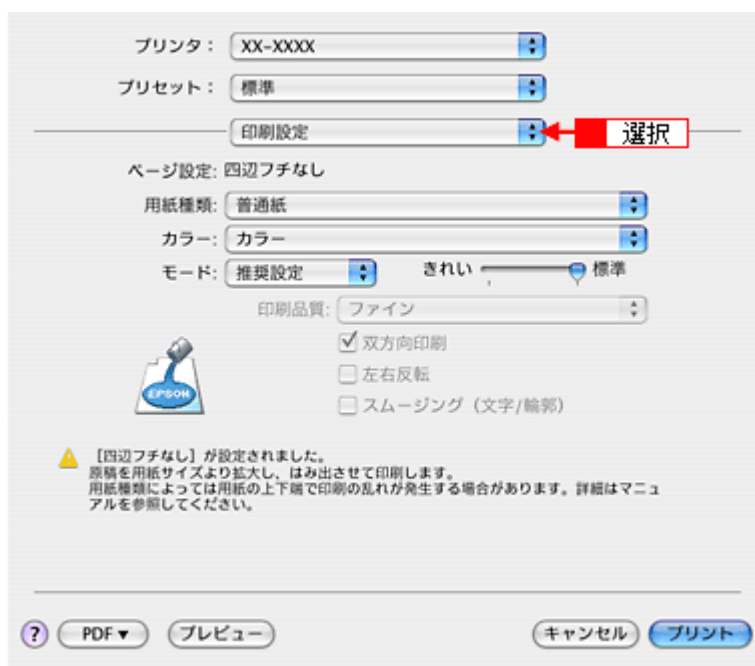 プリンタ： XX-XXXX
プリセット： 標準
印刷設定 選択
ページ設定: 四辺フチなし
用紙種類: 普通紙
カラー: カラー
モード: 推奨設定 きれい 標準
印刷品質: ファイン
双方向印刷
左右反転
スムージング（文字/輪郭）
EPSON
［四辺フチなし］が設定されました。
原稿を用紙サイズより拡大し、はみ出させて印刷します。
用紙種類によっては用紙の上下端で印刷の乱れが発生する場合があります。詳細はマニュ
アルを参照してください。
? PDF▼ プレビュー キャンセル プリント